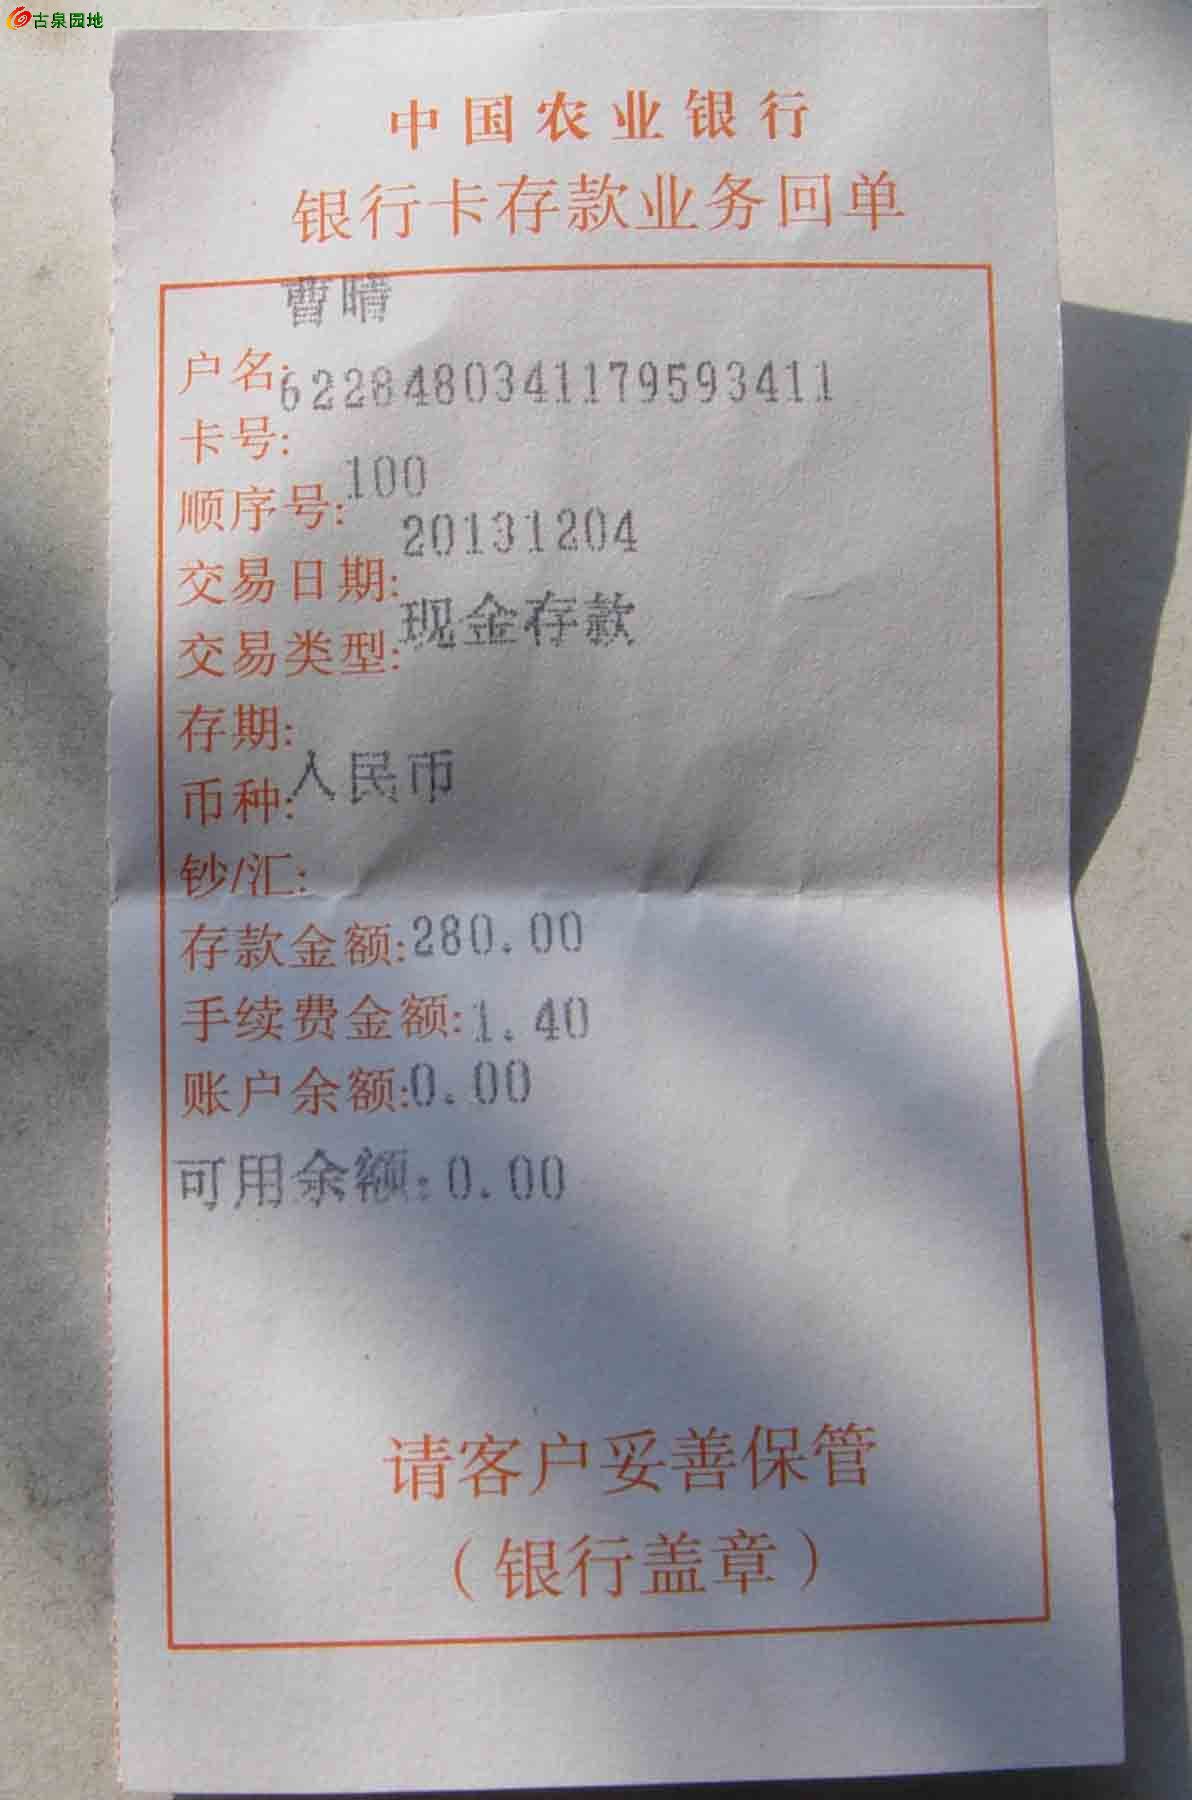 古泉园地
中国农业银行
银行卡存款业务回单
户名:曹晴
卡号:6228480341179593411
顺序号:100
交易日期:20131204
交易类型:现金存款
存期:
币种:人民币
钞/汇:
存款金额:280.00
手续费金额:1.40
账户余额:0.00
可用余额:0.00
请客户妥善保管
（银行盖章）